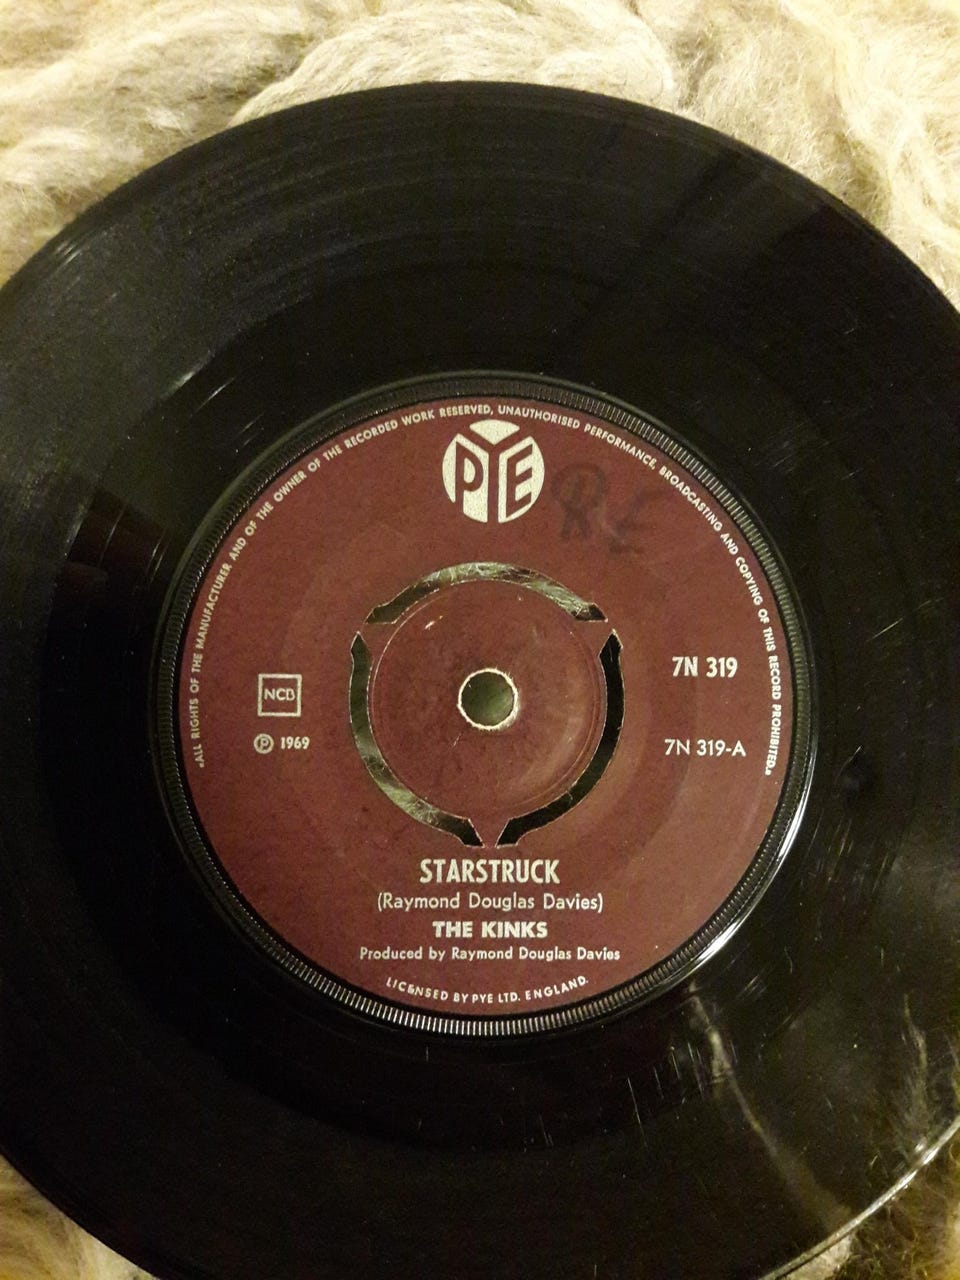 «ALL RIGHTS OF THE MANUFACTURER AND OF THE OWNER OF THE RECORDED WORK RESERVED, UNAUTHORISED PERFORMANCE, BROADCASTING AND COPYING OF THIS RECORD PROHIBITED.»
PYE
RE
7N 319
NCB
℗ 1969
7N 319-A
STARSTRUCK
(Raymond Douglas Davies)
THE KINKS
Produced by Raymond Douglas Davies
LICENSED BY PYE LTD. ENGLAND.